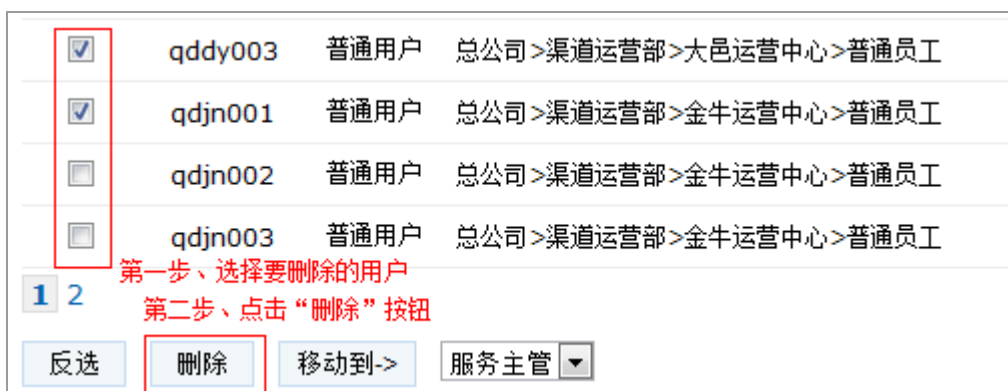 qddy003 普通用户 总公司>渠道运营部>大邑运营中心>普通员工
qdjn001 普通用户 总公司>渠道运营部>金牛运营中心>普通员工
qdjn002 普通用户 总公司>渠道运营部>金牛运营中心>普通员工
qdjn003 普通用户 总公司>渠道运营部>金牛运营中心>普通员工
第一步、选择要删除的用户
1 2
第二步、点击“删除”按钮
反选 删除 移动到-> 服务主管